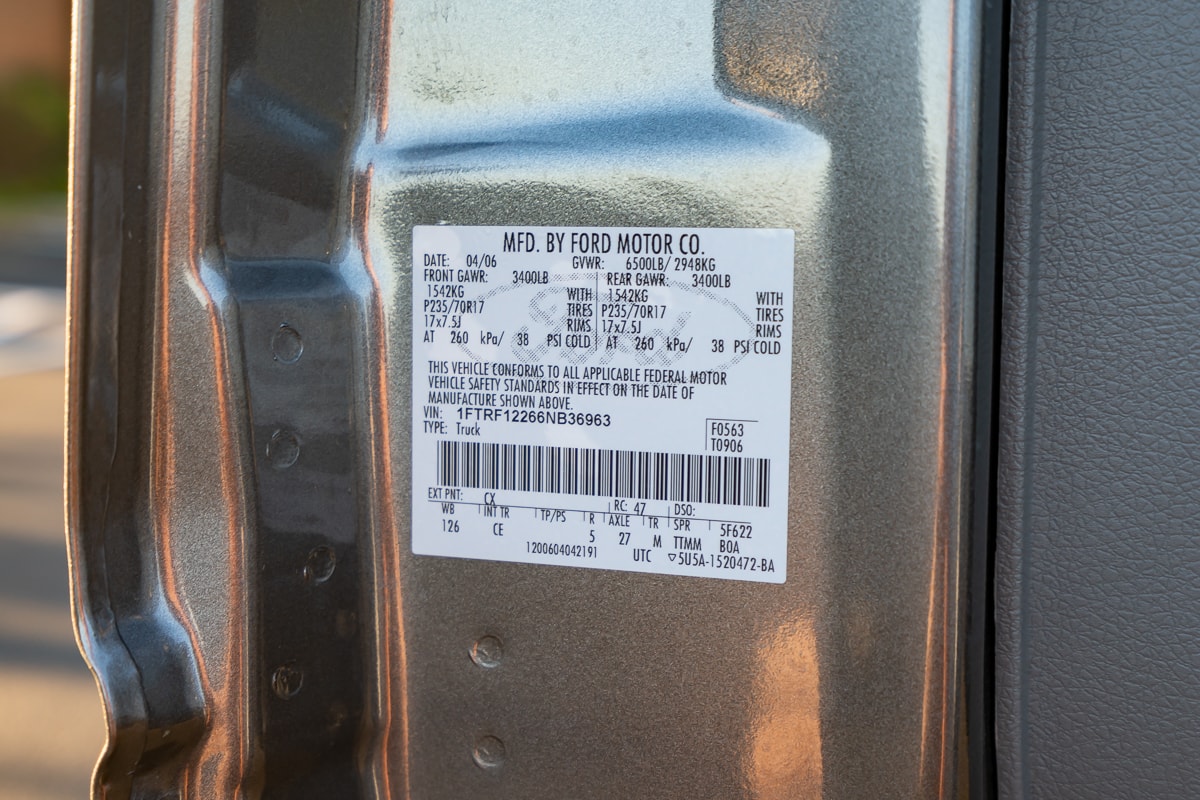 MFD. BY FORD MOTOR CO.
DATE: 04/06 GVWR: 6500LB/ 2948KG
FRONT GAWR: 3400LB REAR GAWR: 3400LB
1542KG WITH 1542KG WITH
P235/70R17 TIRES P235/70R17 TIRES
17x7.5J RIMS 17x7.5J RIMS
AT 260 kPa/ 38 PSI COLD AT 260 kPa/ 38 PSI COLD
Ford
THIS VEHICLE CONFORMS TO ALL APPLICABLE FEDERAL MOTOR
VEHICLE SAFETY STANDARDS IN EFFECT ON THE DATE OF
MANUFACTURE SHOWN ABOVE.
VIN: 1FTRF12266NB36963
TYPE: Truck
F0563
T0906
EXT PNT: CX RC: 47 DSO:
WB INT TR TP/PS R AXLE TR SPR 5F622
126 CE 5 27 M TTMM BOA
1200604042191 UTC ▽5U5A-1520472-BA